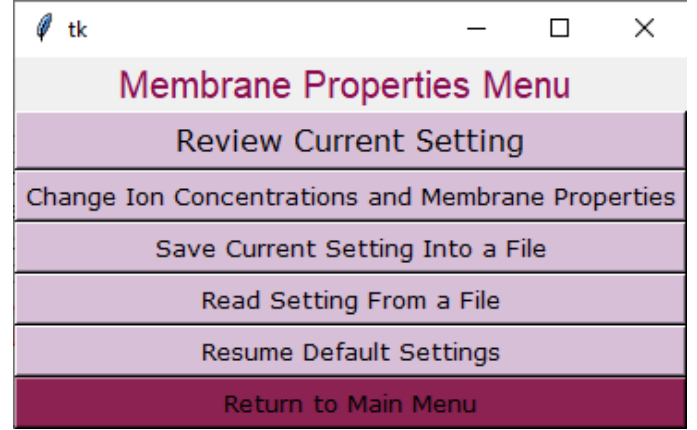 tk
Membrane Properties Menu
Review Current Setting
Change Ion Concentrations and Membrane Properties
Save Current Setting Into a File
Read Setting From a File
Resume Default Settings
Return to Main Menu